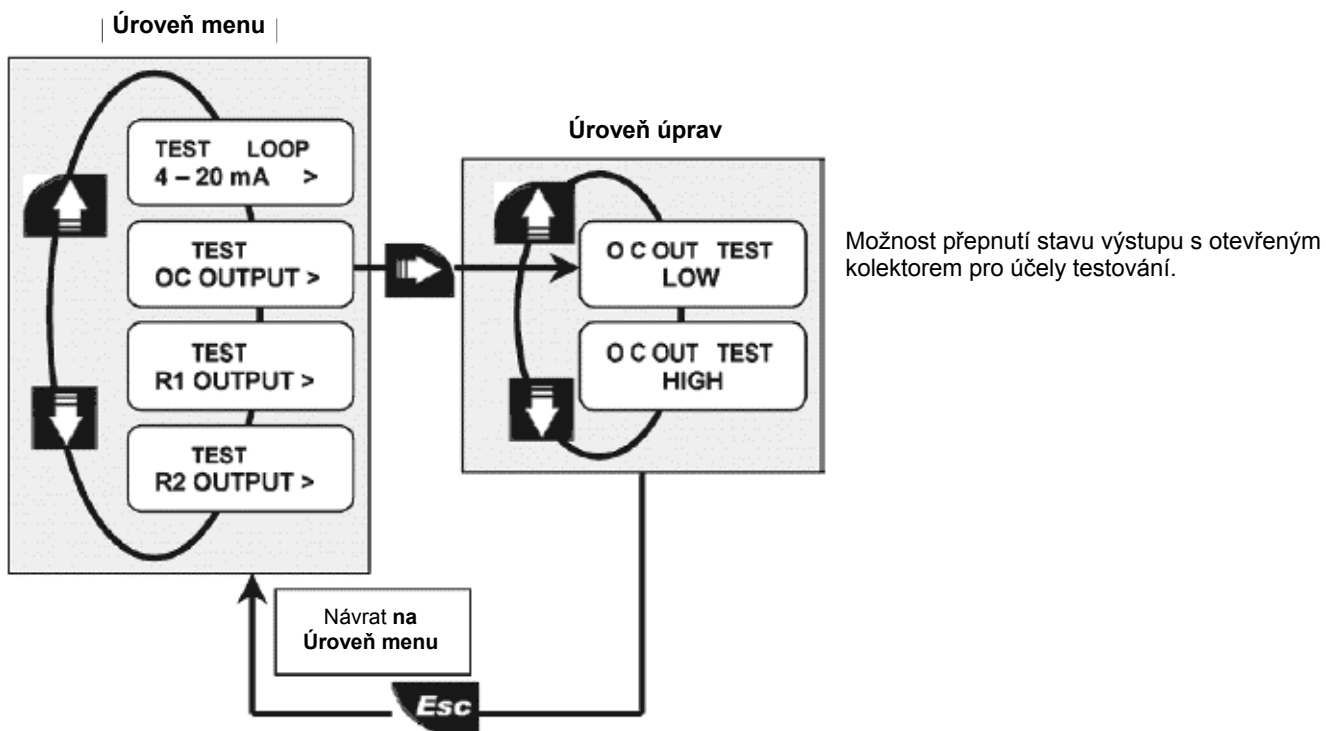 Úroveň menu
TEST LOOP
4 – 20 mA >
TEST
OC OUTPUT >
TEST
R1 OUTPUT >
TEST
R2 OUTPUT >
Úroveň úprav
O C OUT TEST
LOW
O C OUT TEST
HIGH
Možnost přepnutí stavu výstupu s otevřeným
kolektorem pro účely testování.
Návrat na
Úroveň menu
Esc